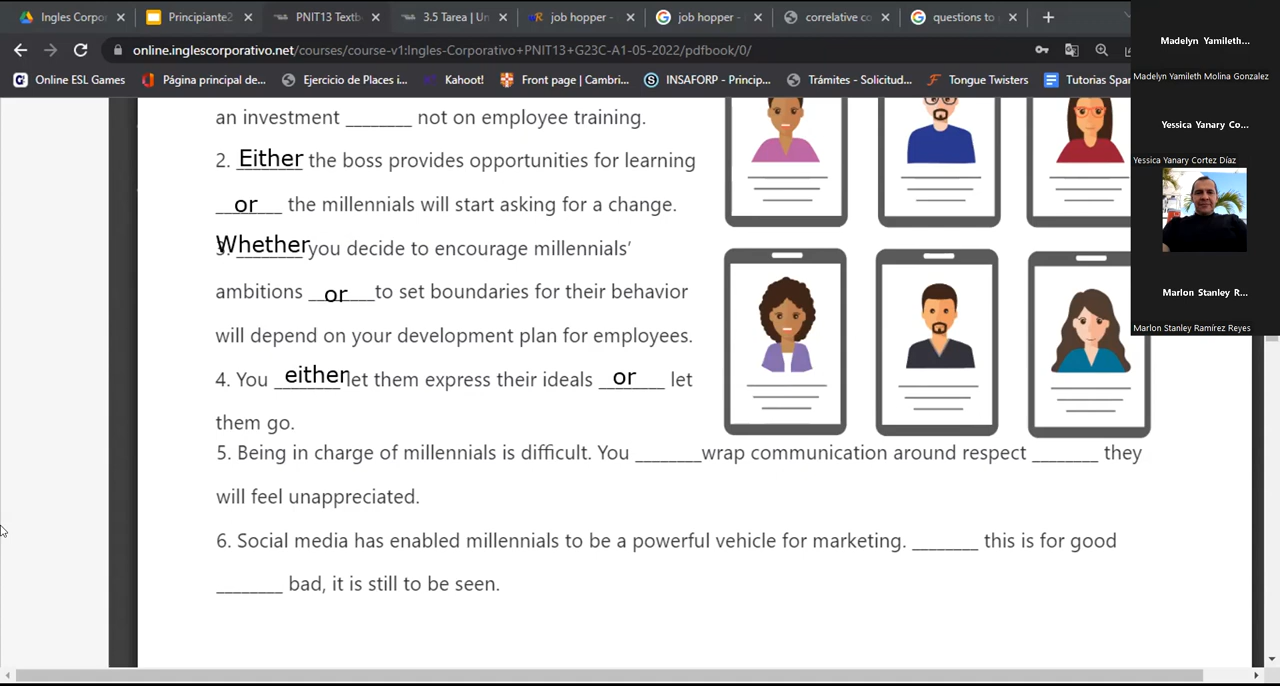 Ingles Corpor
Principiante2
PNIT13 Textb
3.5 Tarea | Un
job hopper -
job hopper -
correlative co
questions to
online.inglescorporativo.net/courses/course-v1:Ingles-Corporativo+PNIT13+G23C-A1-05-2022/pdfbook/0/
Online ESL Games
Página principal de...
Ejercicio de Places i...
Kahoot!
Front page | Cambri...
INSAFORP - Princip...
Trámites - Solicitud...
Tongue Twisters
Tutorias Spar
Madelyn Yamileth...
Madelyn Yamileth Molina Gonzalez
Yessica Yanary Co...
Yessica Yanary Cortez Díaz
Marlon Stanley R...
Marlon Stanley Ramírez Reyes
an investment _______ not on employee training.
2. Either the boss provides opportunities for learning
or the millennials will start asking for a change.
3. Whether you decide to encourage millennials’
ambitions or to set boundaries for their behavior
will depend on your development plan for employees.
4. You either let them express their ideals or let
them go.
5. Being in charge of millennials is difficult. You _______wrap communication around respect _______ they
will feel unappreciated.
6. Social media has enabled millennials to be a powerful vehicle for marketing. _______ this is for good
_______ bad, it is still to be seen.